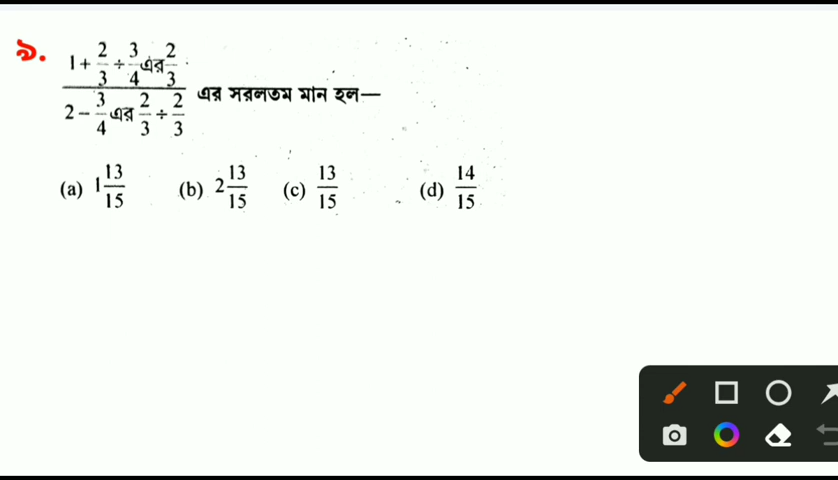 ৯.
1 + 2/3 ÷ 3/4 এর 2/3
2 − 3/4 এর 2/3 ÷ 2/3
এর সরলতম মান হল—
(a) 1 13/15 (b) 2 13/15 (c) 13/15 (d) 14/15